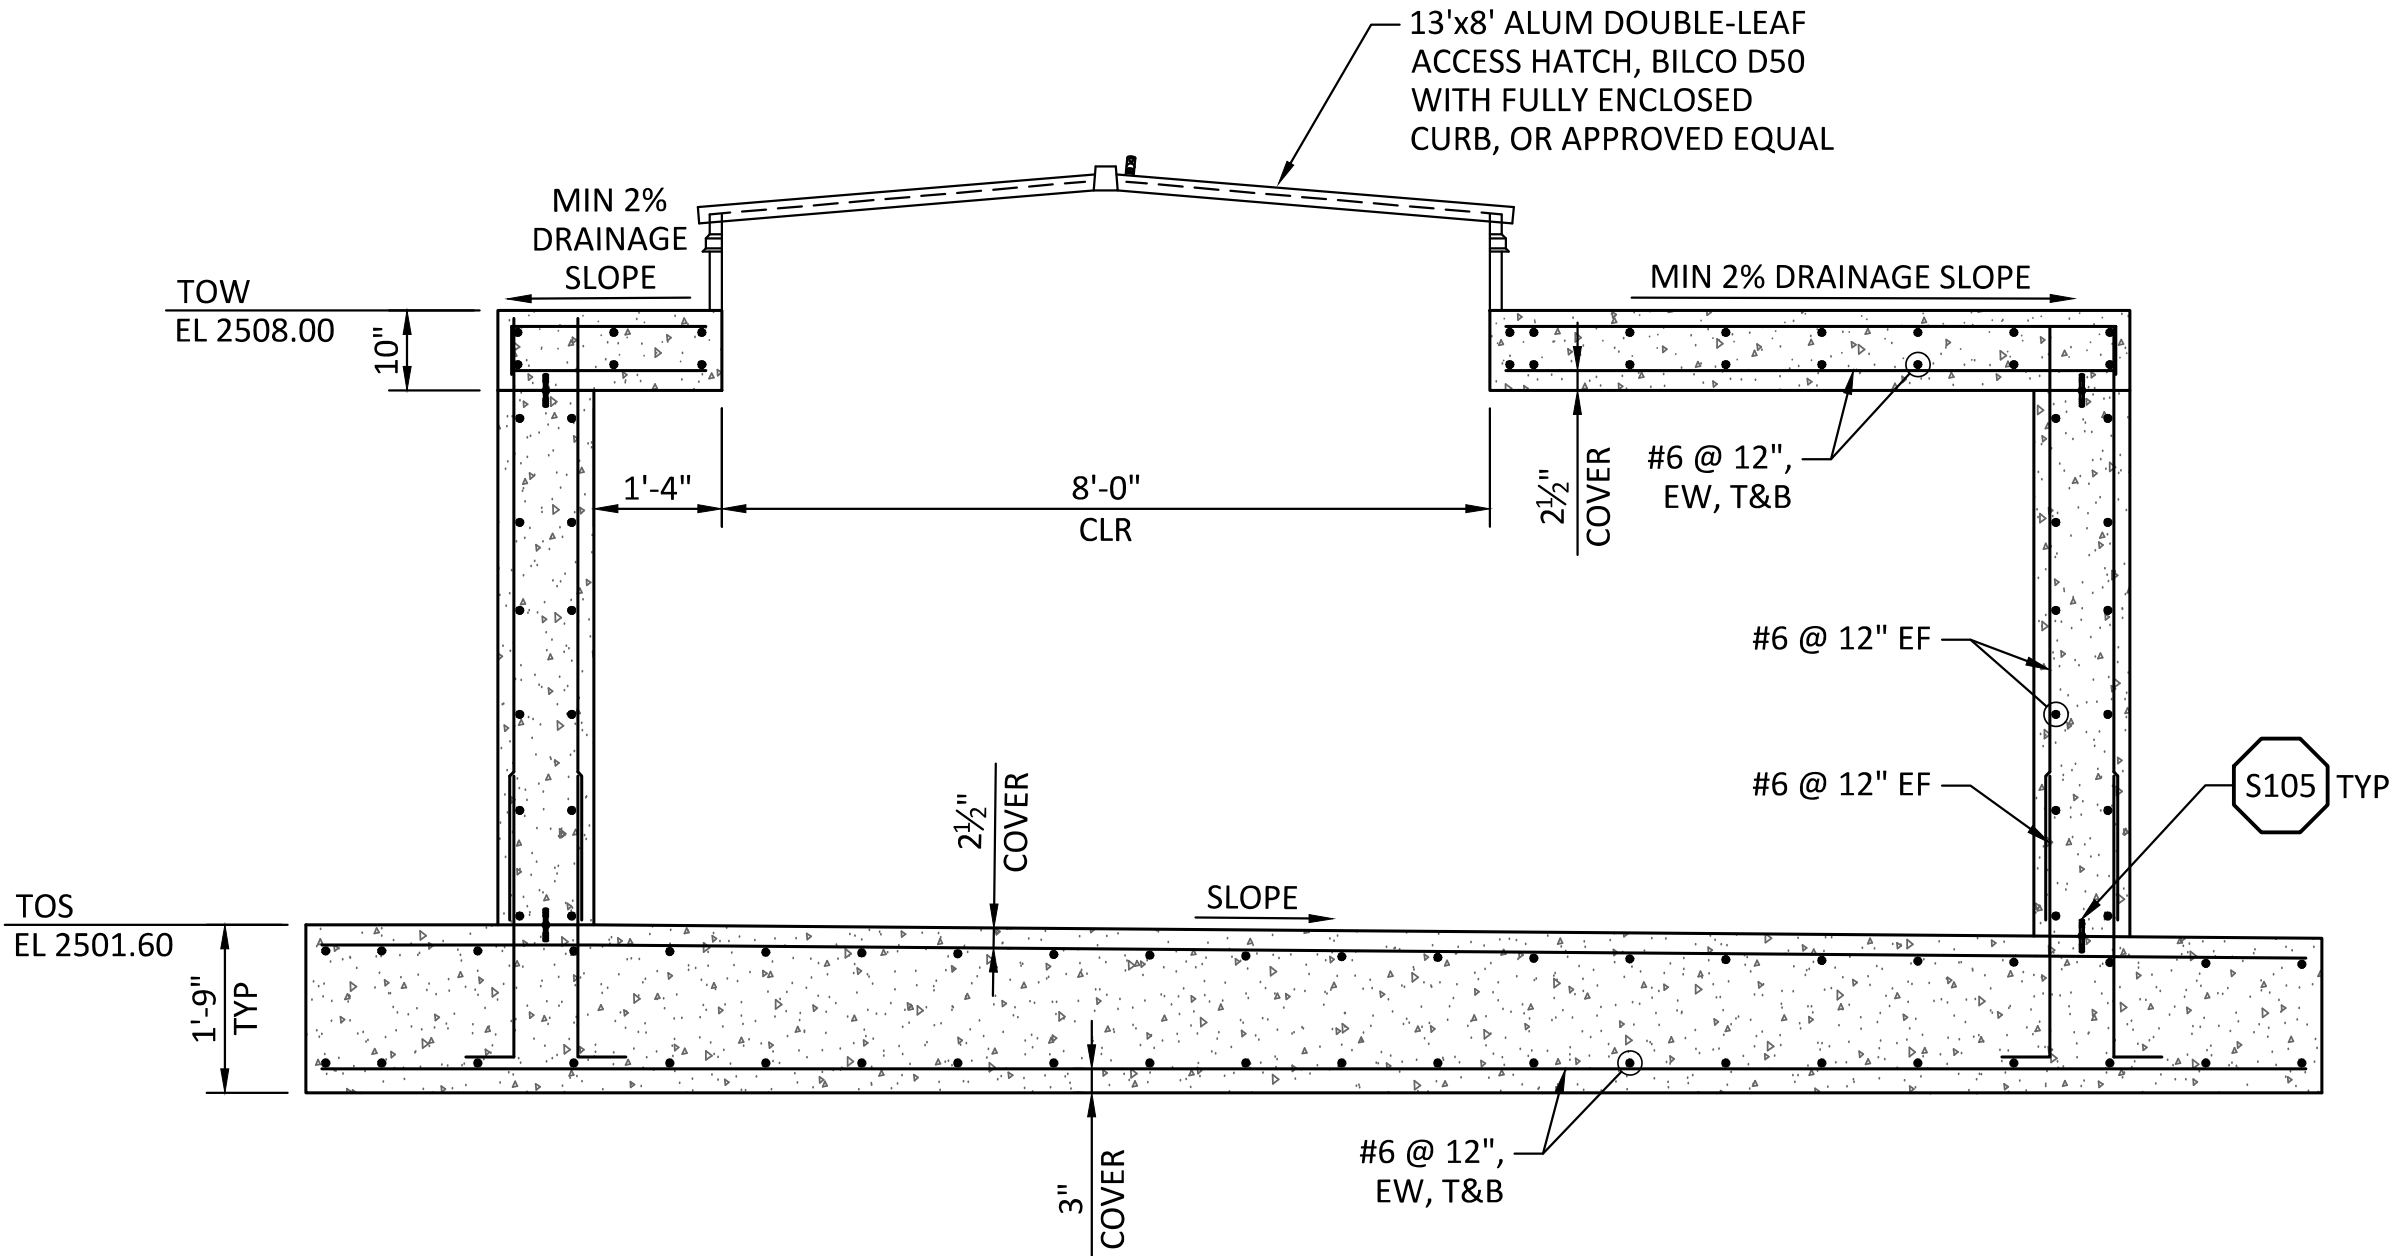 13'x8' ALUM DOUBLE-LEAF
ACCESS HATCH, BILCO D50
WITH FULLY ENCLOSED
CURB, OR APPROVED EQUAL
MIN 2%
DRAINAGE
SLOPE
MIN 2% DRAINAGE SLOPE
TOW
EL 2508.00
10"
1'-4"
8'-0"
CLR
2½"
COVER
#6 @ 12",
EW, T&B
#6 @ 12" EF
#6 @ 12" EF
S105 TYP
2½"
COVER
SLOPE
TOS
EL 2501.60
1'-9"
TYP
#6 @ 12",
EW, T&B
3"
COVER